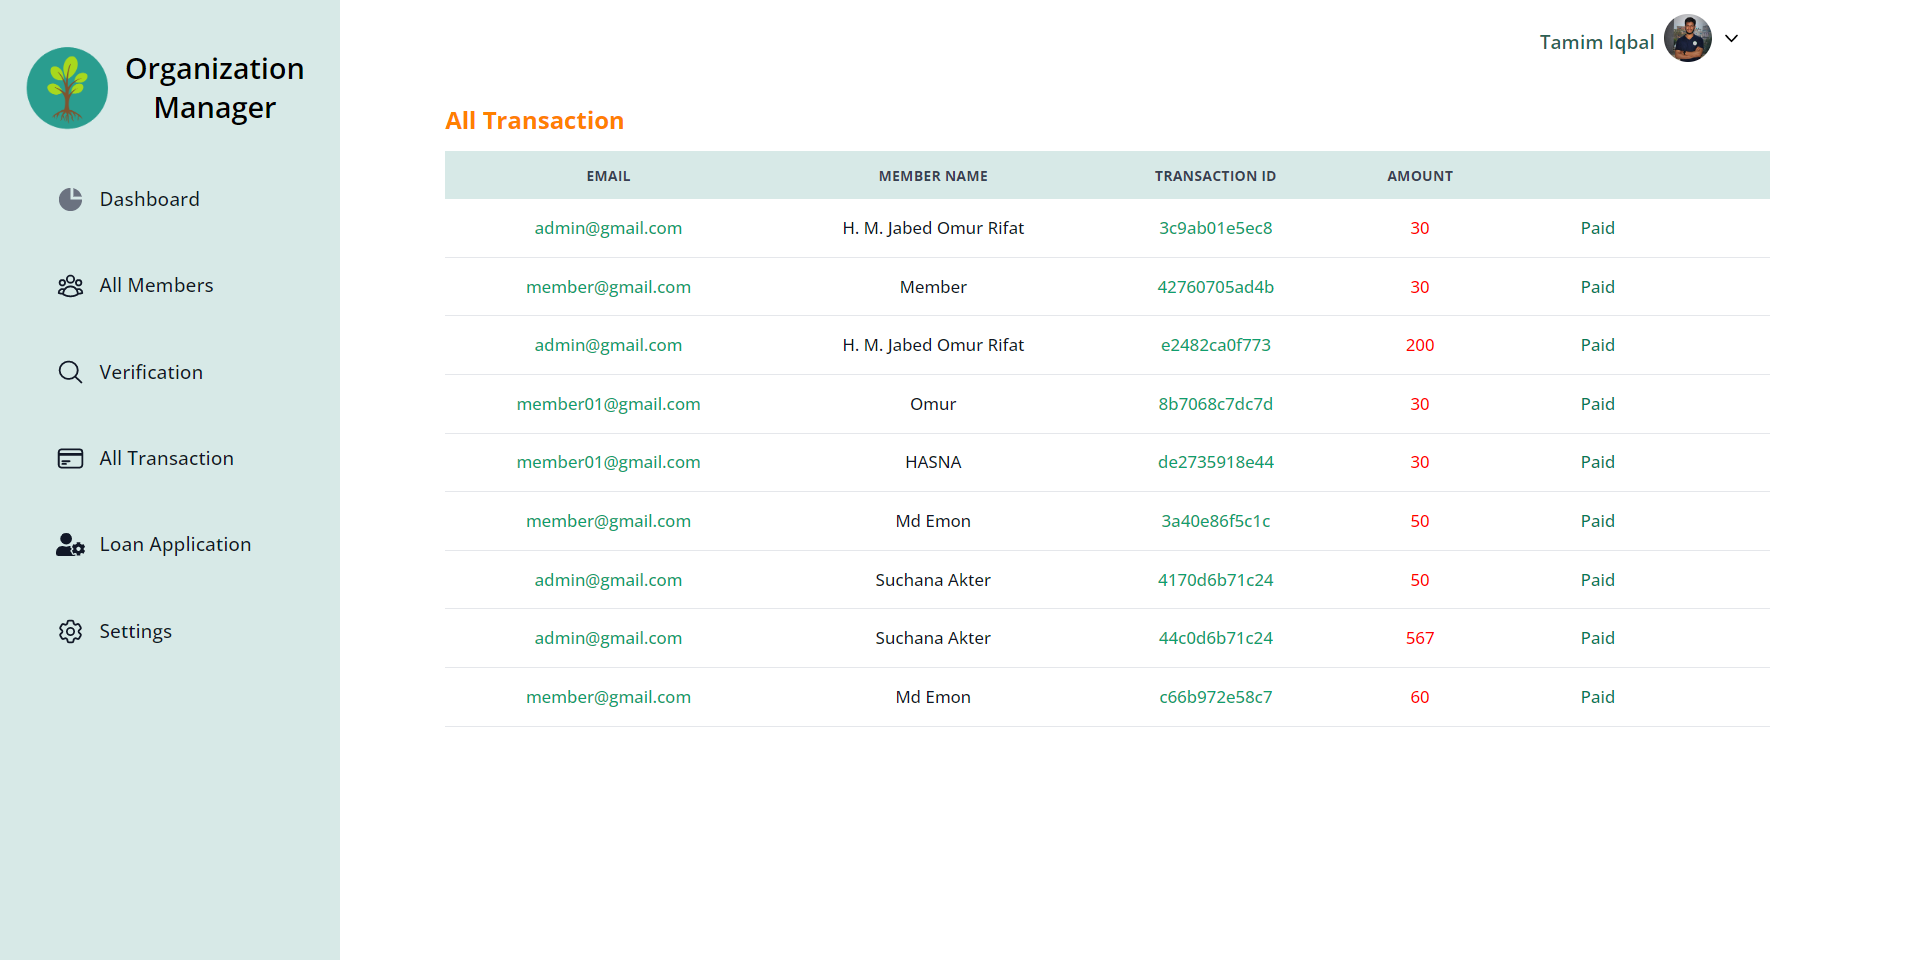 Organization
Manager
Dashboard
All Members
Verification
All Transaction
Loan Application
Settings
Tamim Iqbal
All Transaction
EMAIL MEMBER NAME TRANSACTION ID AMOUNT
admin@gmail.com H. M. Jabed Omur Rifat 3c9ab01e5ec8 30 Paid
member@gmail.com Member 42760705ad4b 30 Paid
admin@gmail.com H. M. Jabed Omur Rifat e2482ca0f773 200 Paid
member01@gmail.com Omur 8b7068c7dc7d 30 Paid
member01@gmail.com HASNA de2735918e44 30 Paid
member@gmail.com Md Emon 3a40e86f5c1c 50 Paid
admin@gmail.com Suchana Akter 4170d6b71c24 50 Paid
admin@gmail.com Suchana Akter 44c0d6b71c24 567 Paid
member@gmail.com Md Emon c66b972e58c7 60 Paid